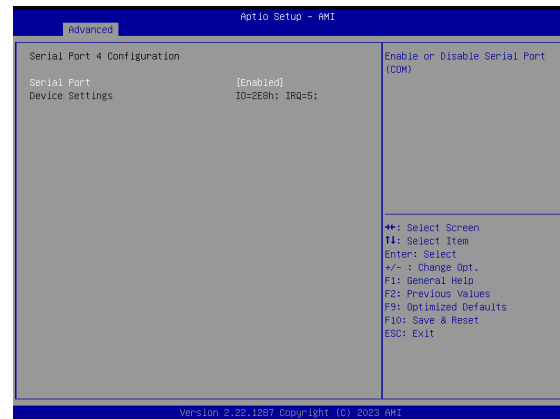 Aptio Setup - AMI
Advanced
Serial Port 4 Configuration
Serial Port [Enabled]
Device Settings IO=2E8h; IRQ=5;
Enable or Disable Serial Port
(COM)
→←: Select Screen
↑↓: Select Item
Enter: Select
+/- : Change Opt.
F1: General Help
F2: Previous Values
F9: Optimized Defaults
F10: Save & Reset
ESC: Exit
Version 2.22.1287 Copyright (C) 2023 AMI